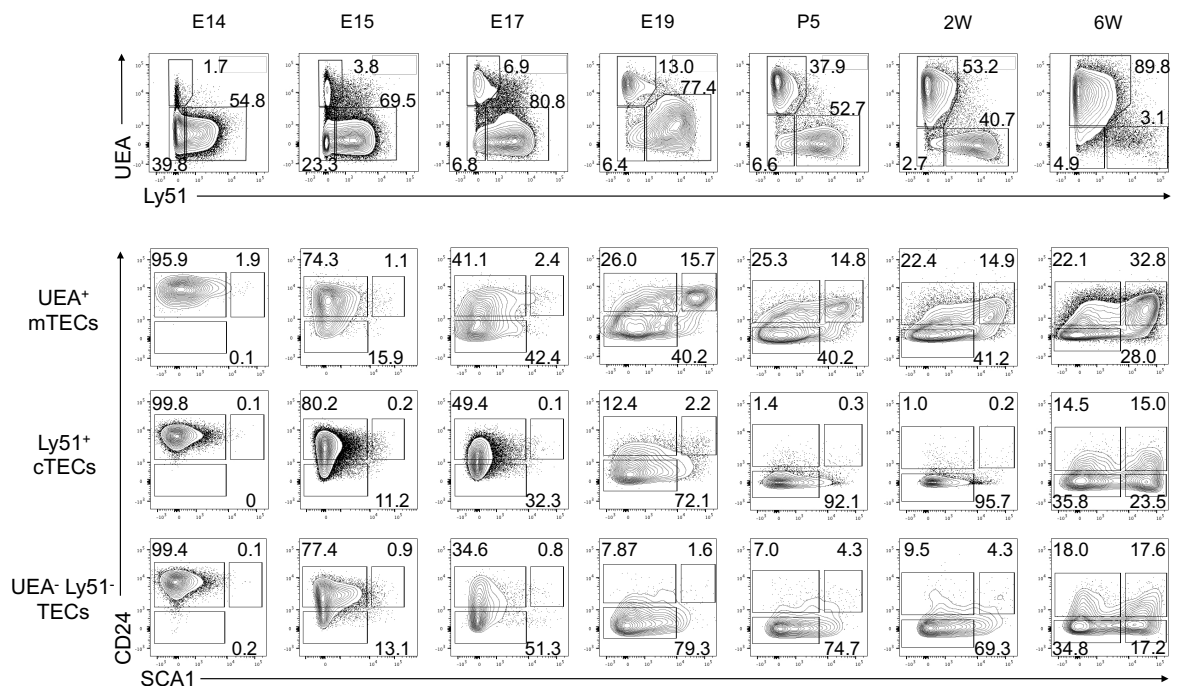 E14 E15 E17 E19 P5 2W 6W
1.7 3.8 6.9 13.0 37.9 53.2 89.8
54.8 69.5 80.8 77.4 52.7 40.7 3.1
39.8 23.3 6.8 6.4 6.6 2.7 4.9
UEA
Ly51
95.9 1.9 74.3 1.1 41.1 2.4 26.0 15.7 25.3 14.8 22.4 14.9 22.1 32.8
UEA+
mTECs
0.1 15.9 42.4 40.2 40.2 41.2 28.0
99.8 0.1 80.2 0.2 49.4 0.1 12.4 2.2 1.4 0.3 1.0 0.2 14.5 15.0
Ly51+
cTECs
0 11.2 32.3 72.1 92.1 95.7 35.8 23.5
99.4 0.1 77.4 0.9 34.6 0.8 7.87 1.6 7.0 4.3 9.5 4.3 18.0 17.6
UEA- Ly51-
TECs
0.2 13.1 51.3 79.3 74.7 69.3 34.8 17.2
CD24
SCA1